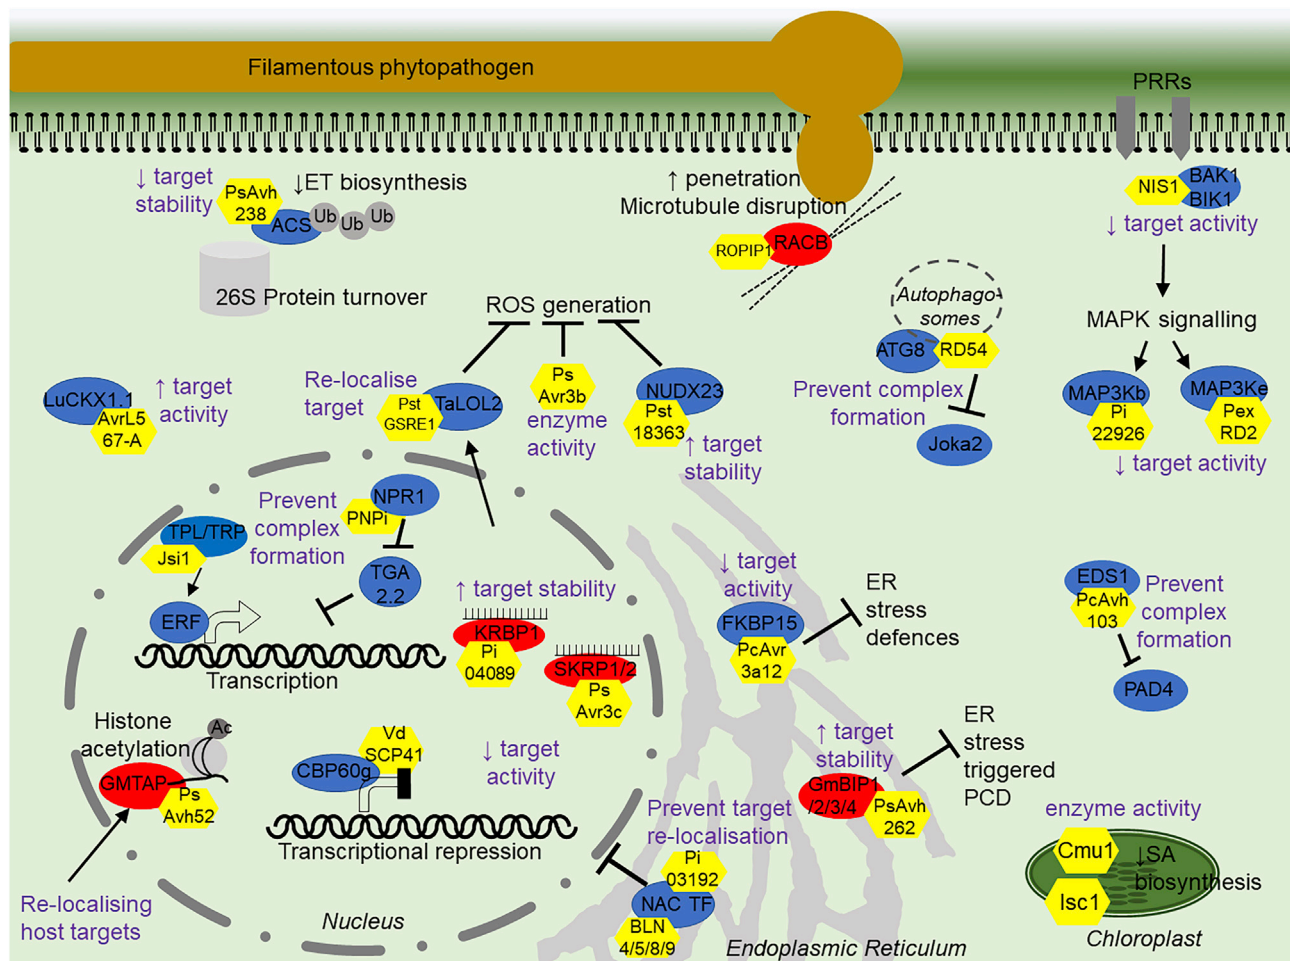 Filamentous phytopathogen
PRRs
↓ target
stability
PsAvh
238
↓ET biosynthesis
ACS
Ub
Ub
Ub
26S Protein turnover
↑ penetration
Microtubule disruption
ROPIP1
RACB
NIS1
BAK1
BIK1
↓ target activity
MAPK signalling
MAP3Kb
Pi
22926
MAP3Ke
Pex
RD2
↓ target activity
Autophago-
somes
ATG8
RD54
Prevent complex
formation
Joka2
ROS generation
LuCKX1.1
AvrL5
67-A
↑ target
activity
Re-localise
target
Pst
GSRE1
TaLOL2
Ps
Avr3b
enzyme
activity
NUDX23
Pst
18363
↑ target
stability
TPL/TRP
Jsi1
ERF
Prevent
complex
formation
NPR1
PNPi
TGA
2.2
Transcription
↑ target stability
KRBP1
Pi
04089
SKRP1/2
Ps
Avr3c
↓ target
activity
FKBP15
PcAvr
3a12
ER
stress
defences
EDS1
PcAvh
103
Prevent
complex
formation
PAD4
Histone
acetylation
Ac
GMTAP
Ps
Avh52
Re-localising
host targets
CBP60g
Vd
SCP41
↓ target
activity
Transcriptional repression
Nucleus
↑ target
stability
GmBIP1
/2/3/4
PsAvh
262
ER
stress
triggered
PCD
Prevent target
re-localisation
Pi
03192
NAC TF
BLN
4/5/8/9
Endoplasmic Reticulum
enzyme activity
Cmu1
Isc1
↓SA
biosynthesis
Chloroplast